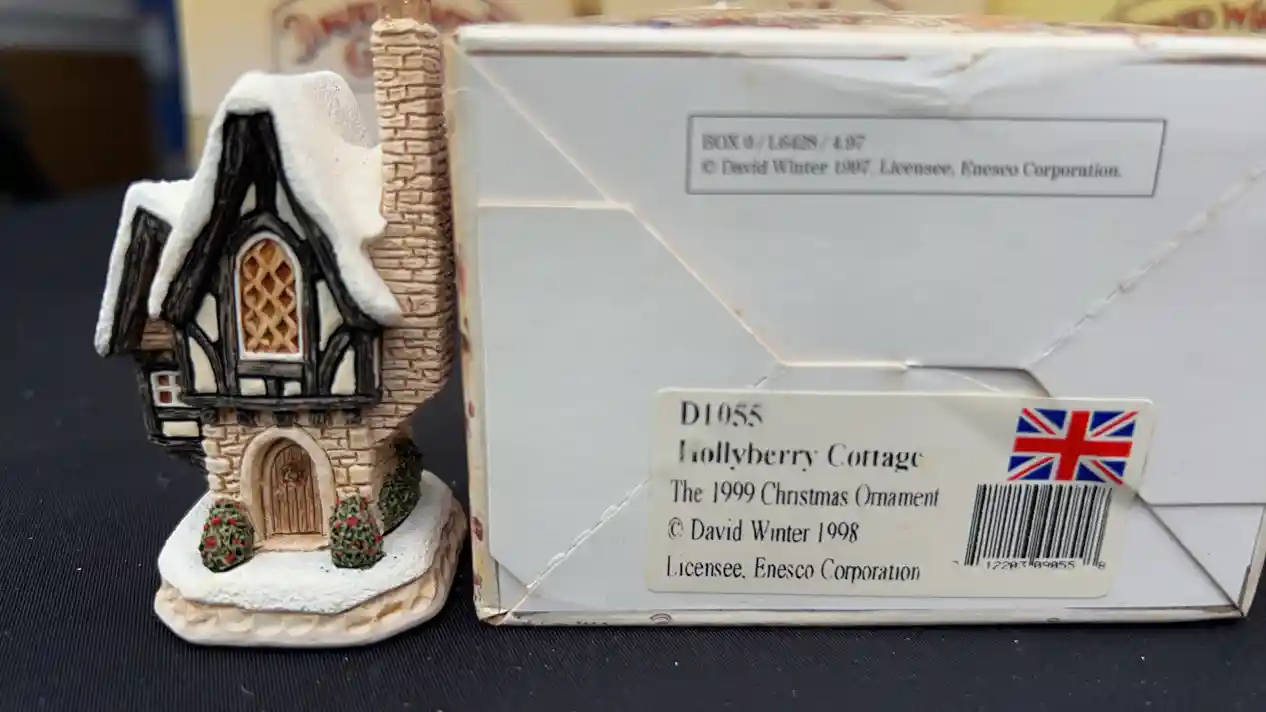 BOX 0 / L6428 / 4.97
© David Winter 1997. Licensee, Enesco Corporation.
D1055
Hollyberry Cottage
The 1999 Christmas Ornament
© David Winter 1998
Licensee, Enesco Corporation